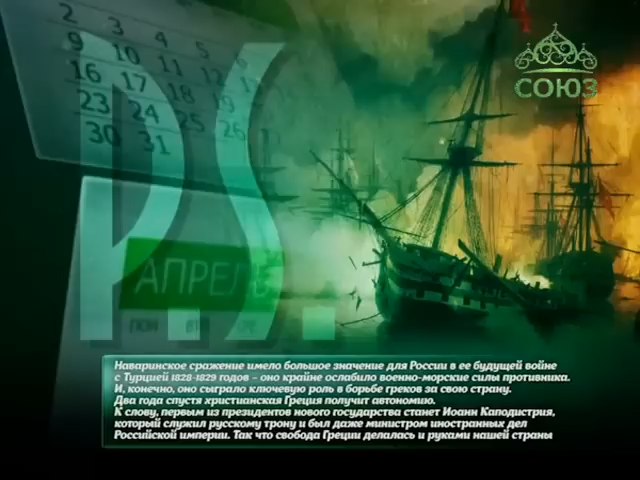 2 3 4 5
9 10 11 12
16 17 18 19
23 24 25 26
30 31
P.S.
СОЮЗ
АПРЕЛЬ
Наваринское сражение имело большое значение для России в ее будущей войне
с Турцией 1828-1829 годов – оно крайне ослабило военно-морские силы противника.
И, конечно, оно сыграло ключевую роль в борьбе греков за свою страну.
Два года спустя христианская Греция получит автономию.
К слову, первым из президентов нового государства станет Иоанн Каподистрия,
который служил русскому трону и был даже министром иностранных дел
Российской империи. Так что свобода Греции делалась и руками нашей страны